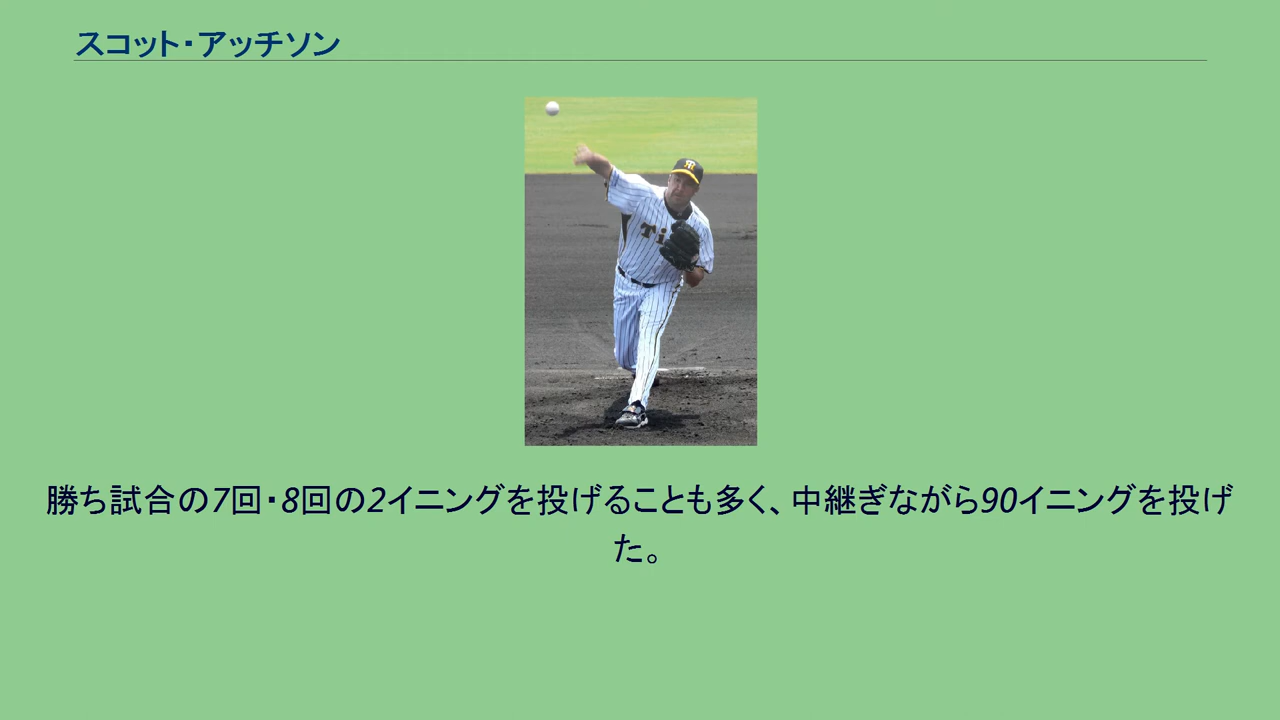 スコット・アッチソン
勝ち試合の7回・8回の2イニングを投げることも多く、中継ぎながら90イニングを投げ
た。